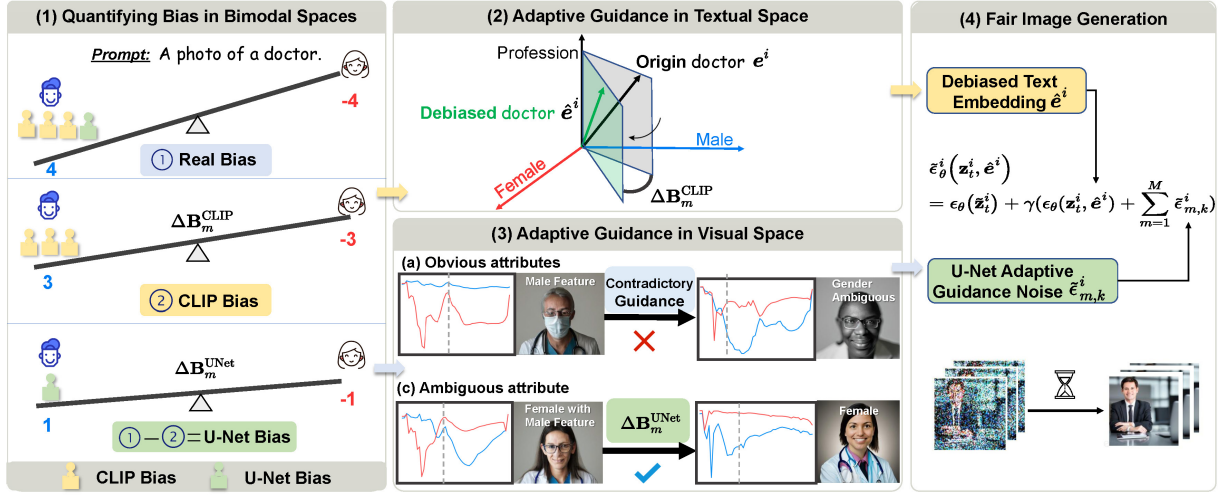 (1) Quantifying Bias in Bimodal Spaces
Prompt: A photo of a doctor.
-4
4
① Real Bias
ΔB_m^CLIP
-3
3
② CLIP Bias
ΔB_m^UNet
-1
1
①—②=U-Net Bias
CLIP Bias
U-Net Bias
(2) Adaptive Guidance in Textual Space
Profession
Origin doctor e^i
Debiased doctor ê^i
Male
Female
ΔB_m^CLIP
(3) Adaptive Guidance in Visual Space
(a) Obvious attributes
Male Feature
Contradictory
Guidance
Gender
Ambiguous
(c) Ambiguous attribute
Female with
Male Feature
ΔB_m^UNet
Female
(4) Fair Image Generation
Debiased Text
Embedding ê^i
ε̃_θ^i(z_t^i, ê^i)
= ε_θ(z̃_t^i) + γ(ε_θ(z_t^i, ê^i) + ∑_{m=1}^{M} ε̃_{m,k}^i)
U-Net Adaptive
Guidance Noise ε̃_{m,k}^i